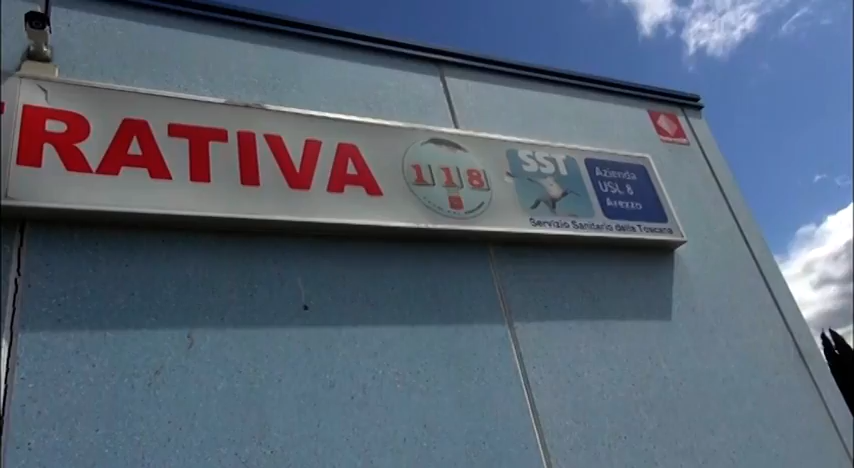 RATIVA
118
SST
Azienda
USL 8
Arezzo
Servizio Sanitario della Toscana